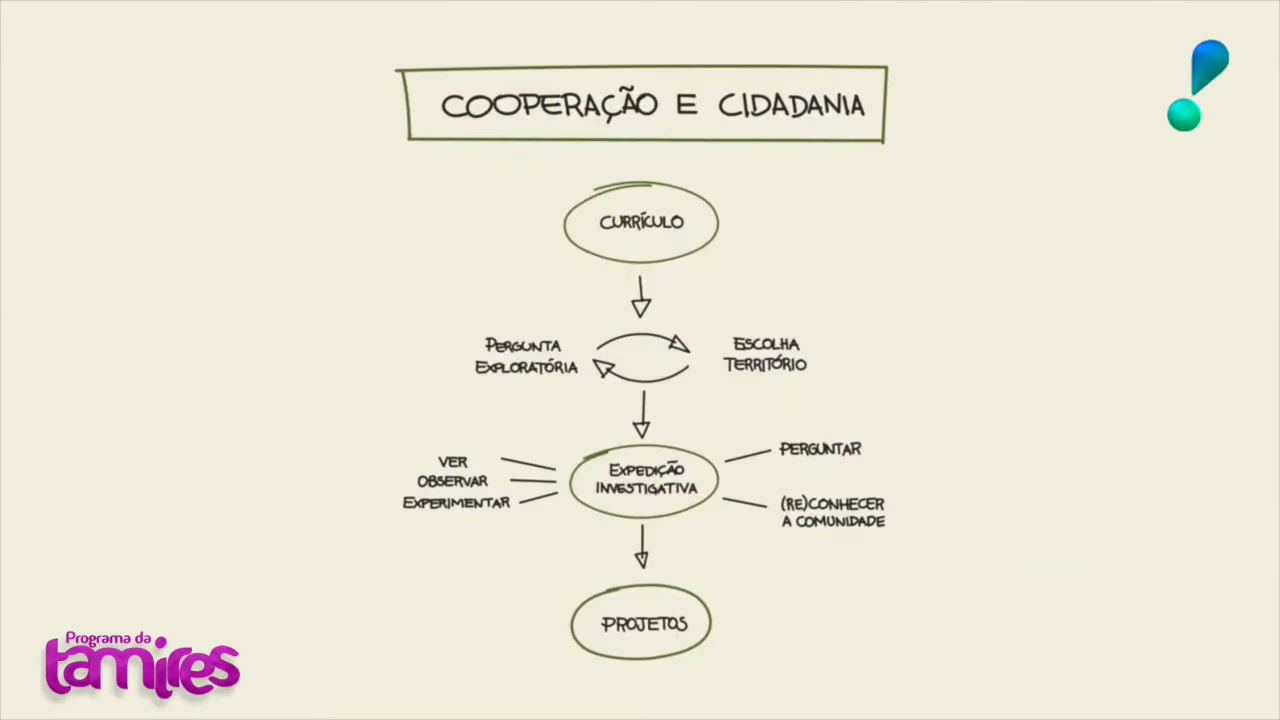 COOPERAÇÃO E CIDADANIA
CURRÍCULO
PERGUNTA
EXPLORATÓRIA
ESCOLHA
TERRITÓRIO
VER
OBSERVAR
EXPERIMENTAR
EXPEDIÇÃO
INVESTIGATIVA
PERGUNTAR
(RE)CONHECER
A COMUNIDADE
PROJETOS
Programa da
tamires